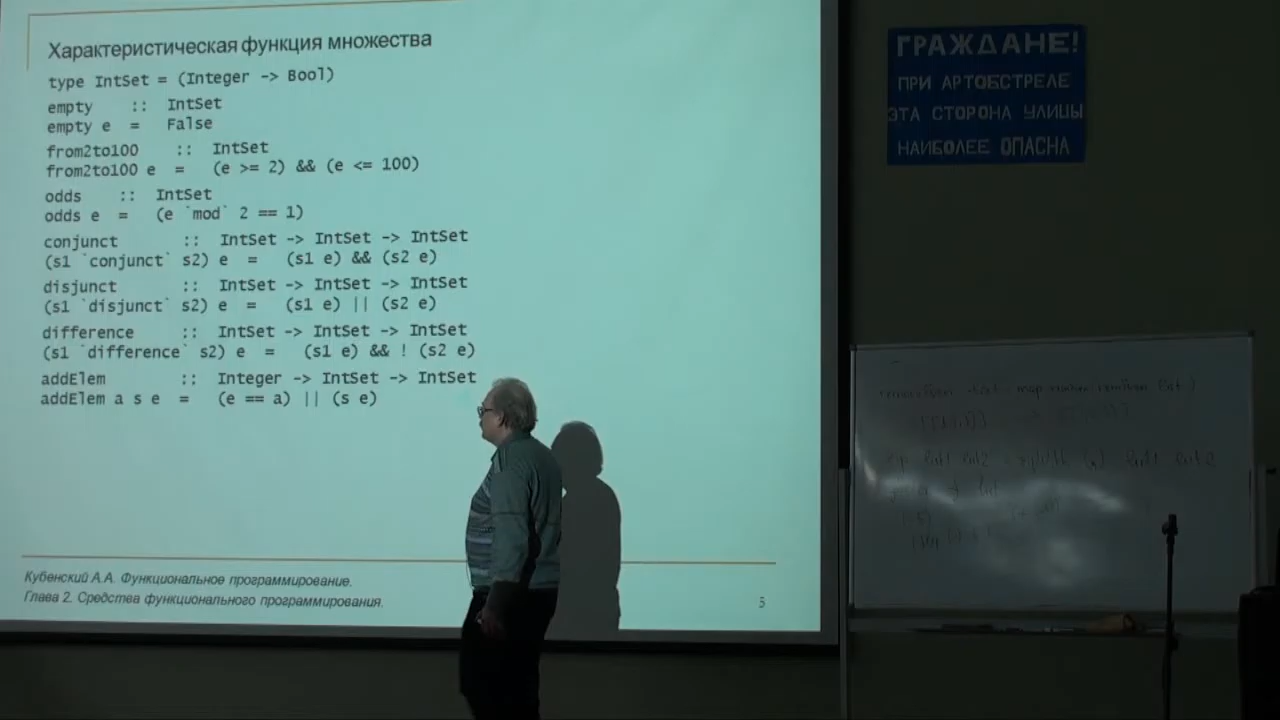 Характеристическая функция множества
type IntSet = (Integer -> Bool)
empty :: IntSet
empty e = False
from2to100 :: IntSet
from2to100 e = (e >= 2) && (e <= 100)
odds :: IntSet
odds e = (e `mod` 2 == 1)
conjunct :: IntSet -> IntSet -> IntSet
(s1 `conjunct` s2) e = (s1 e) && (s2 e)
disjunct :: IntSet -> IntSet -> IntSet
(s1 `disjunct` s2) e = (s1 e) || (s2 e)
difference :: IntSet -> IntSet -> IntSet
(s1 `difference` s2) e = (s1 e) && ! (s2 e)
addElem :: Integer -> IntSet -> IntSet
addElem a s e = (e == a) || (s e)
Кубенский А.А. Функциональное программирование.
Глава 2. Средства функционального программирования.
5
ГРАЖДАНЕ!
ПРИ АРТОБСТРЕЛЕ
ЭТА СТОРОНА УЛИЦЫ
НАИБОЛЕЕ ОПАСНА